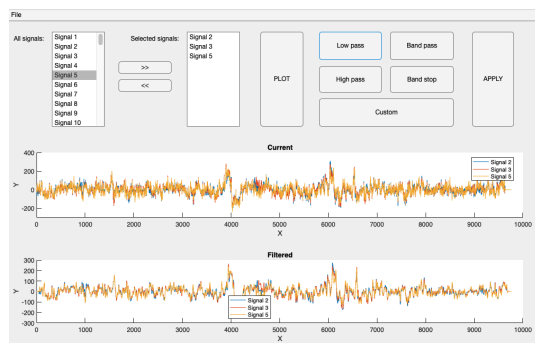 File
All signals:
Signal 1
Signal 2
Signal 3
Signal 4
Signal 5
Signal 6
Signal 7
Signal 8
Signal 9
Signal 10
>>
<<
Selected signals:
Signal 2
Signal 3
Signal 5
PLOT
Low pass
Band pass
High pass
Band stop
Custom
APPLY
Current
400
200
0
-200
Y
0 1000 2000 3000 4000 5000 6000 7000 8000 9000 10000
X
Signal 2
Signal 3
Signal 5
Filtered
300
200
100
0
-100
-200
-300
Y
0 1000 2000 3000 4000 5000 6000 7000 8000 9000 10000
X
Signal 2
Signal 3
Signal 5